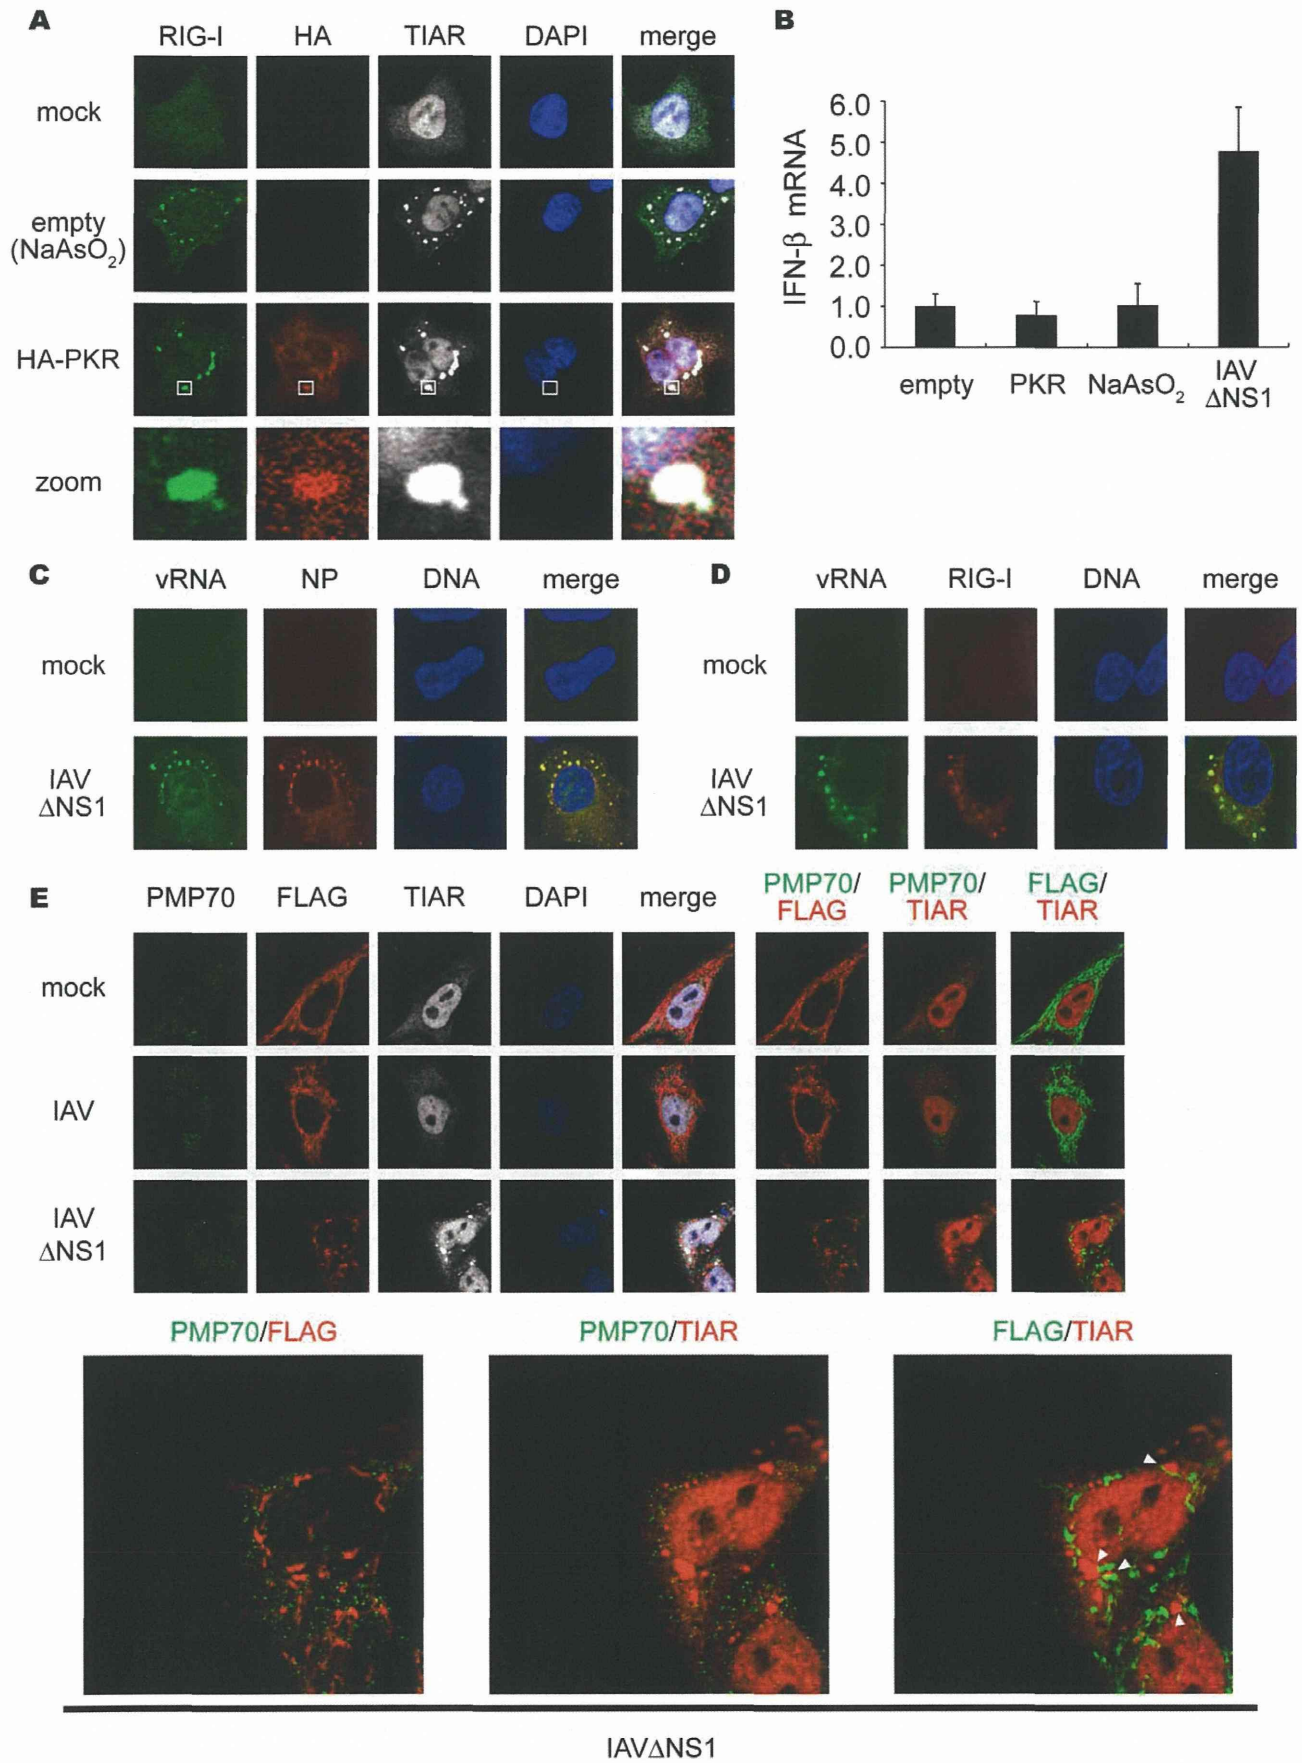 A
RIG-I HA TIAR DAPI merge
mock
empty
(NaAsO2)
HA-PKR
zoom
B
IFN-β mRNA
6.0
5.0
4.0
3.0
2.0
1.0
0.0
empty PKR NaAsO2 IAV
ΔNS1
C
vRNA NP DNA merge
mock
IAV
ΔNS1
D
vRNA RIG-I DNA merge
mock
IAV
ΔNS1
E
PMP70 FLAG TIAR DAPI merge
PMP70/
FLAG
PMP70/
TIAR
FLAG/
TIAR
mock
IAV
IAV
ΔNS1
PMP70/FLAG
PMP70/TIAR
FLAG/TIAR
IAVΔNS1